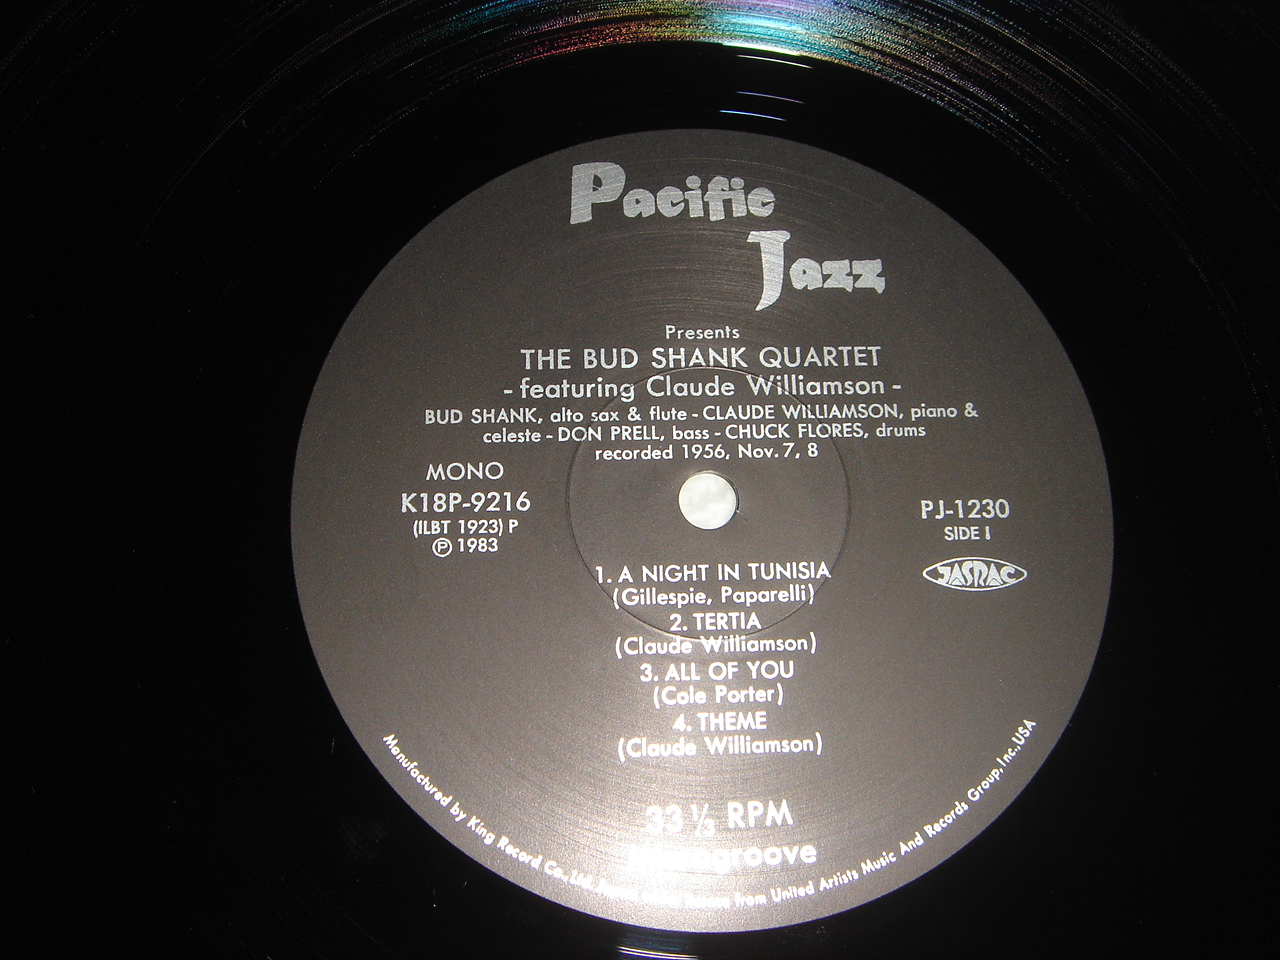 Pacific
Jazz
Presents
THE BUD SHANK QUARTET
- featuring Claude Williamson -
BUD SHANK, alto sax & flute - CLAUDE WILLIAMSON, piano &
celeste - DON PRELL, bass - CHUCK FLORES, drums
recorded 1956, Nov. 7, 8
MONO
K18P-9216
(ILBT 1923) P
Ⓟ 1983
PJ-1230
SIDE 1
JASRAC
1. A NIGHT IN TUNISIA
(Gillespie, Paparelli)
2. TERTIA
(Claude Williamson)
3. ALL OF YOU
(Cole Porter)
4. THEME
(Claude Williamson)
33 ⅓ RPM
Manufactured by King Record Co., Ltd. from United Artists Music And Records Group, Inc., USA